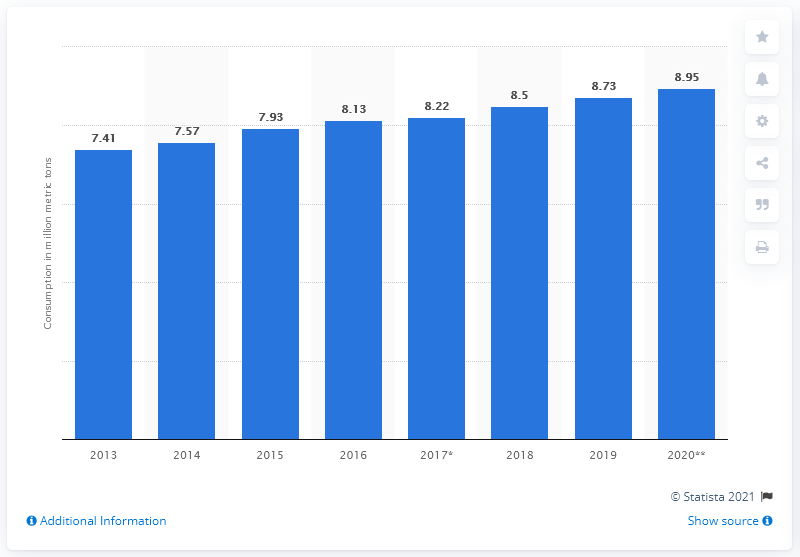 8.95
8.73
8.5
8.22
8.13
7.93
7.57
7.41
Consumption in million metric tons
2013 2014 2015 2016 2017* 2018 2019 2020**
© Statista 2021
Additional Information Show source